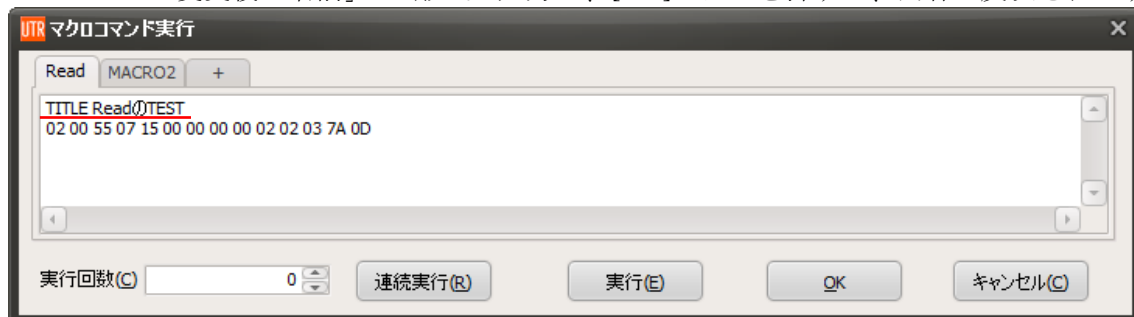 UTR マクロコマンド実行
Read MACRO2 +
TITLE ReadのTEST
02 00 55 07 15 00 00 00 00 02 02 03 7A 0D
実行回数(C) 0 連続実行(R) 実行(E) OK キャンセル(C)